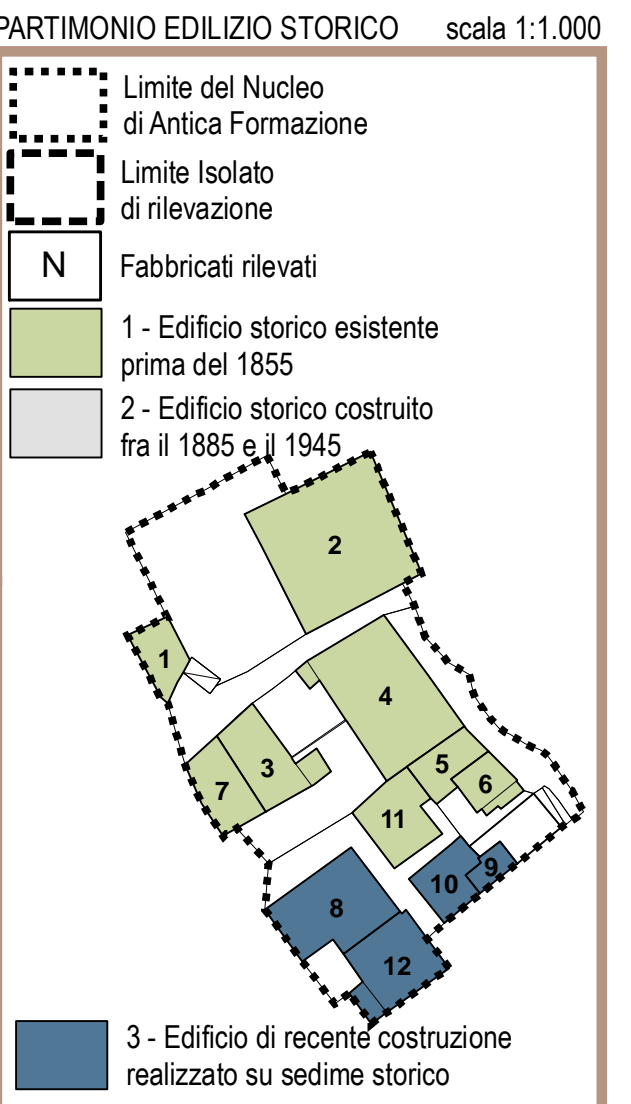 PARTIMONIO EDILIZIO STORICO scala 1:1.000
Limite del Nucleo
di Antica Formazione
Limite Isolato
di rilevazione
N Fabbricati rilevati
1 - Edificio storico esistente
prima del 1855
2 - Edificio storico costruito
fra il 1885 e il 1945
2
1
4
3
5
7
6
11
9
10
8
12
3 - Edificio di recente costruzione
realizzato su sedime storico